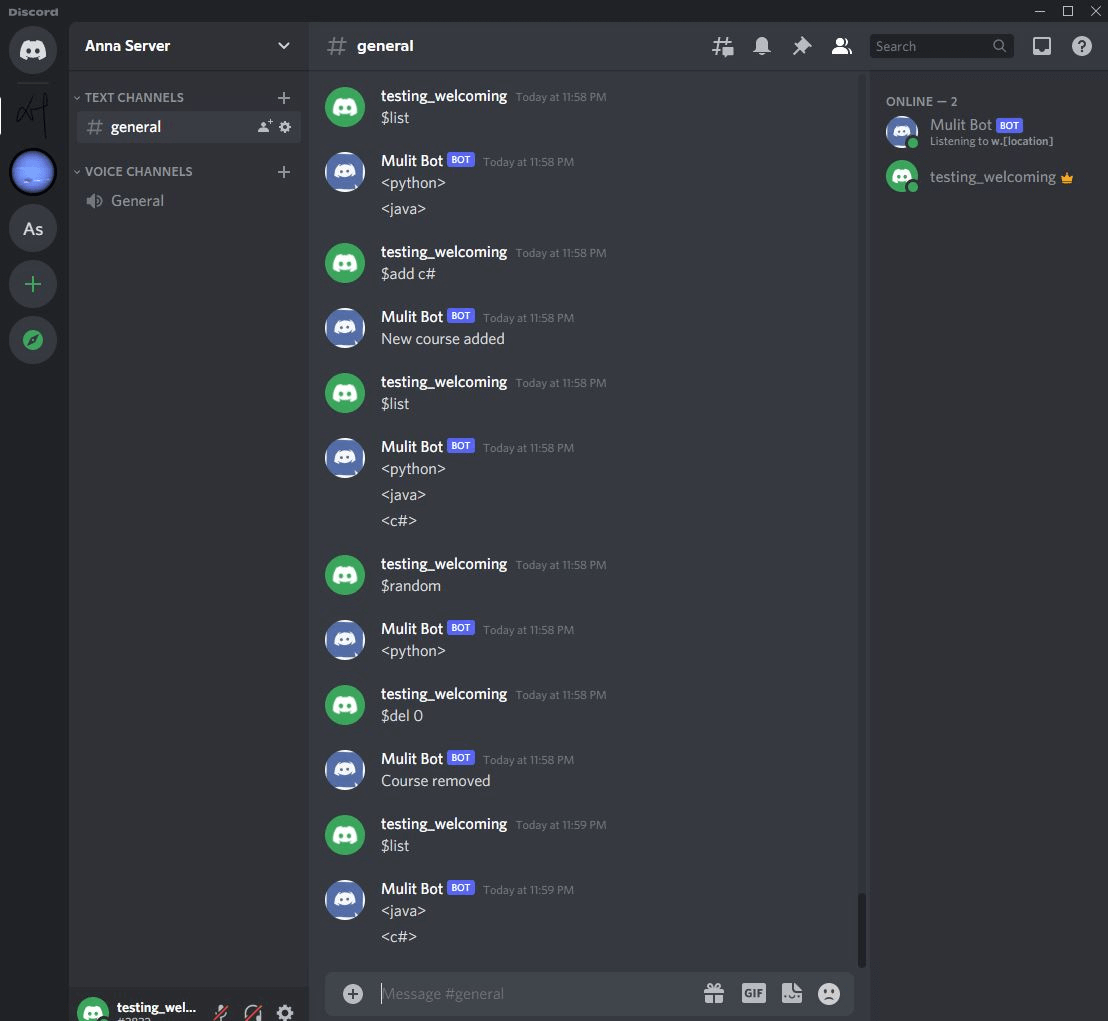 Discord
Anna Server
general
Search
TEXT CHANNELS
general
VOICE CHANNELS
General
As
testing_welcoming Today at 11:58 PM
$list
Mulit Bot BOT Today at 11:58 PM
<python>
<java>
testing_welcoming Today at 11:58 PM
$add c#
Mulit Bot BOT Today at 11:58 PM
New course added
testing_welcoming Today at 11:58 PM
$list
Mulit Bot BOT Today at 11:58 PM
<python>
<java>
<c#>
testing_welcoming Today at 11:58 PM
$random
Mulit Bot BOT Today at 11:58 PM
<python>
testing_welcoming Today at 11:58 PM
$del 0
Mulit Bot BOT Today at 11:58 PM
Course removed
testing_welcoming Today at 11:59 PM
$list
Mulit Bot BOT Today at 11:59 PM
<java>
<c#>
Message #general
GIF
ONLINE — 2
Mulit Bot BOT
Listening to w.[location]
testing_welcoming
testing_wel...